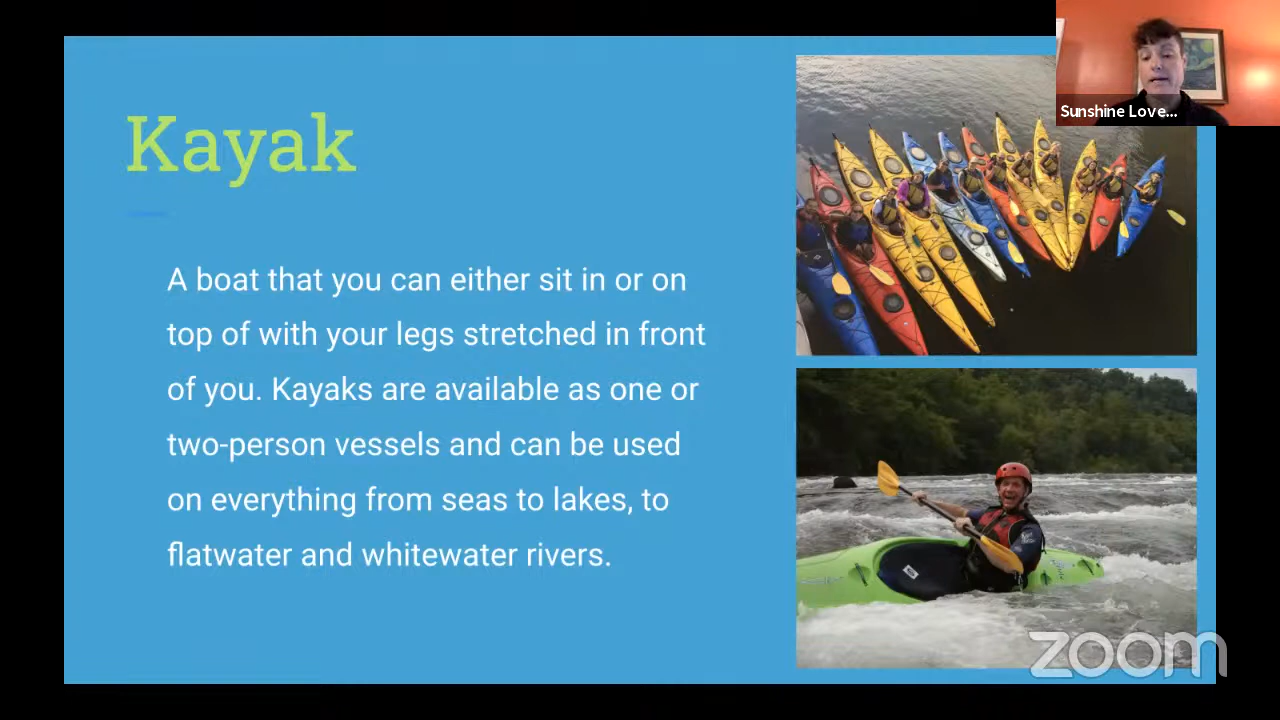 Kayak
A boat that you can either sit in or on
top of with your legs stretched in front
of you. Kayaks are available as one or
two-person vessels and can be used
on everything from seas to lakes, to
flatwater and whitewater rivers.
Sunshine Love...
zoom